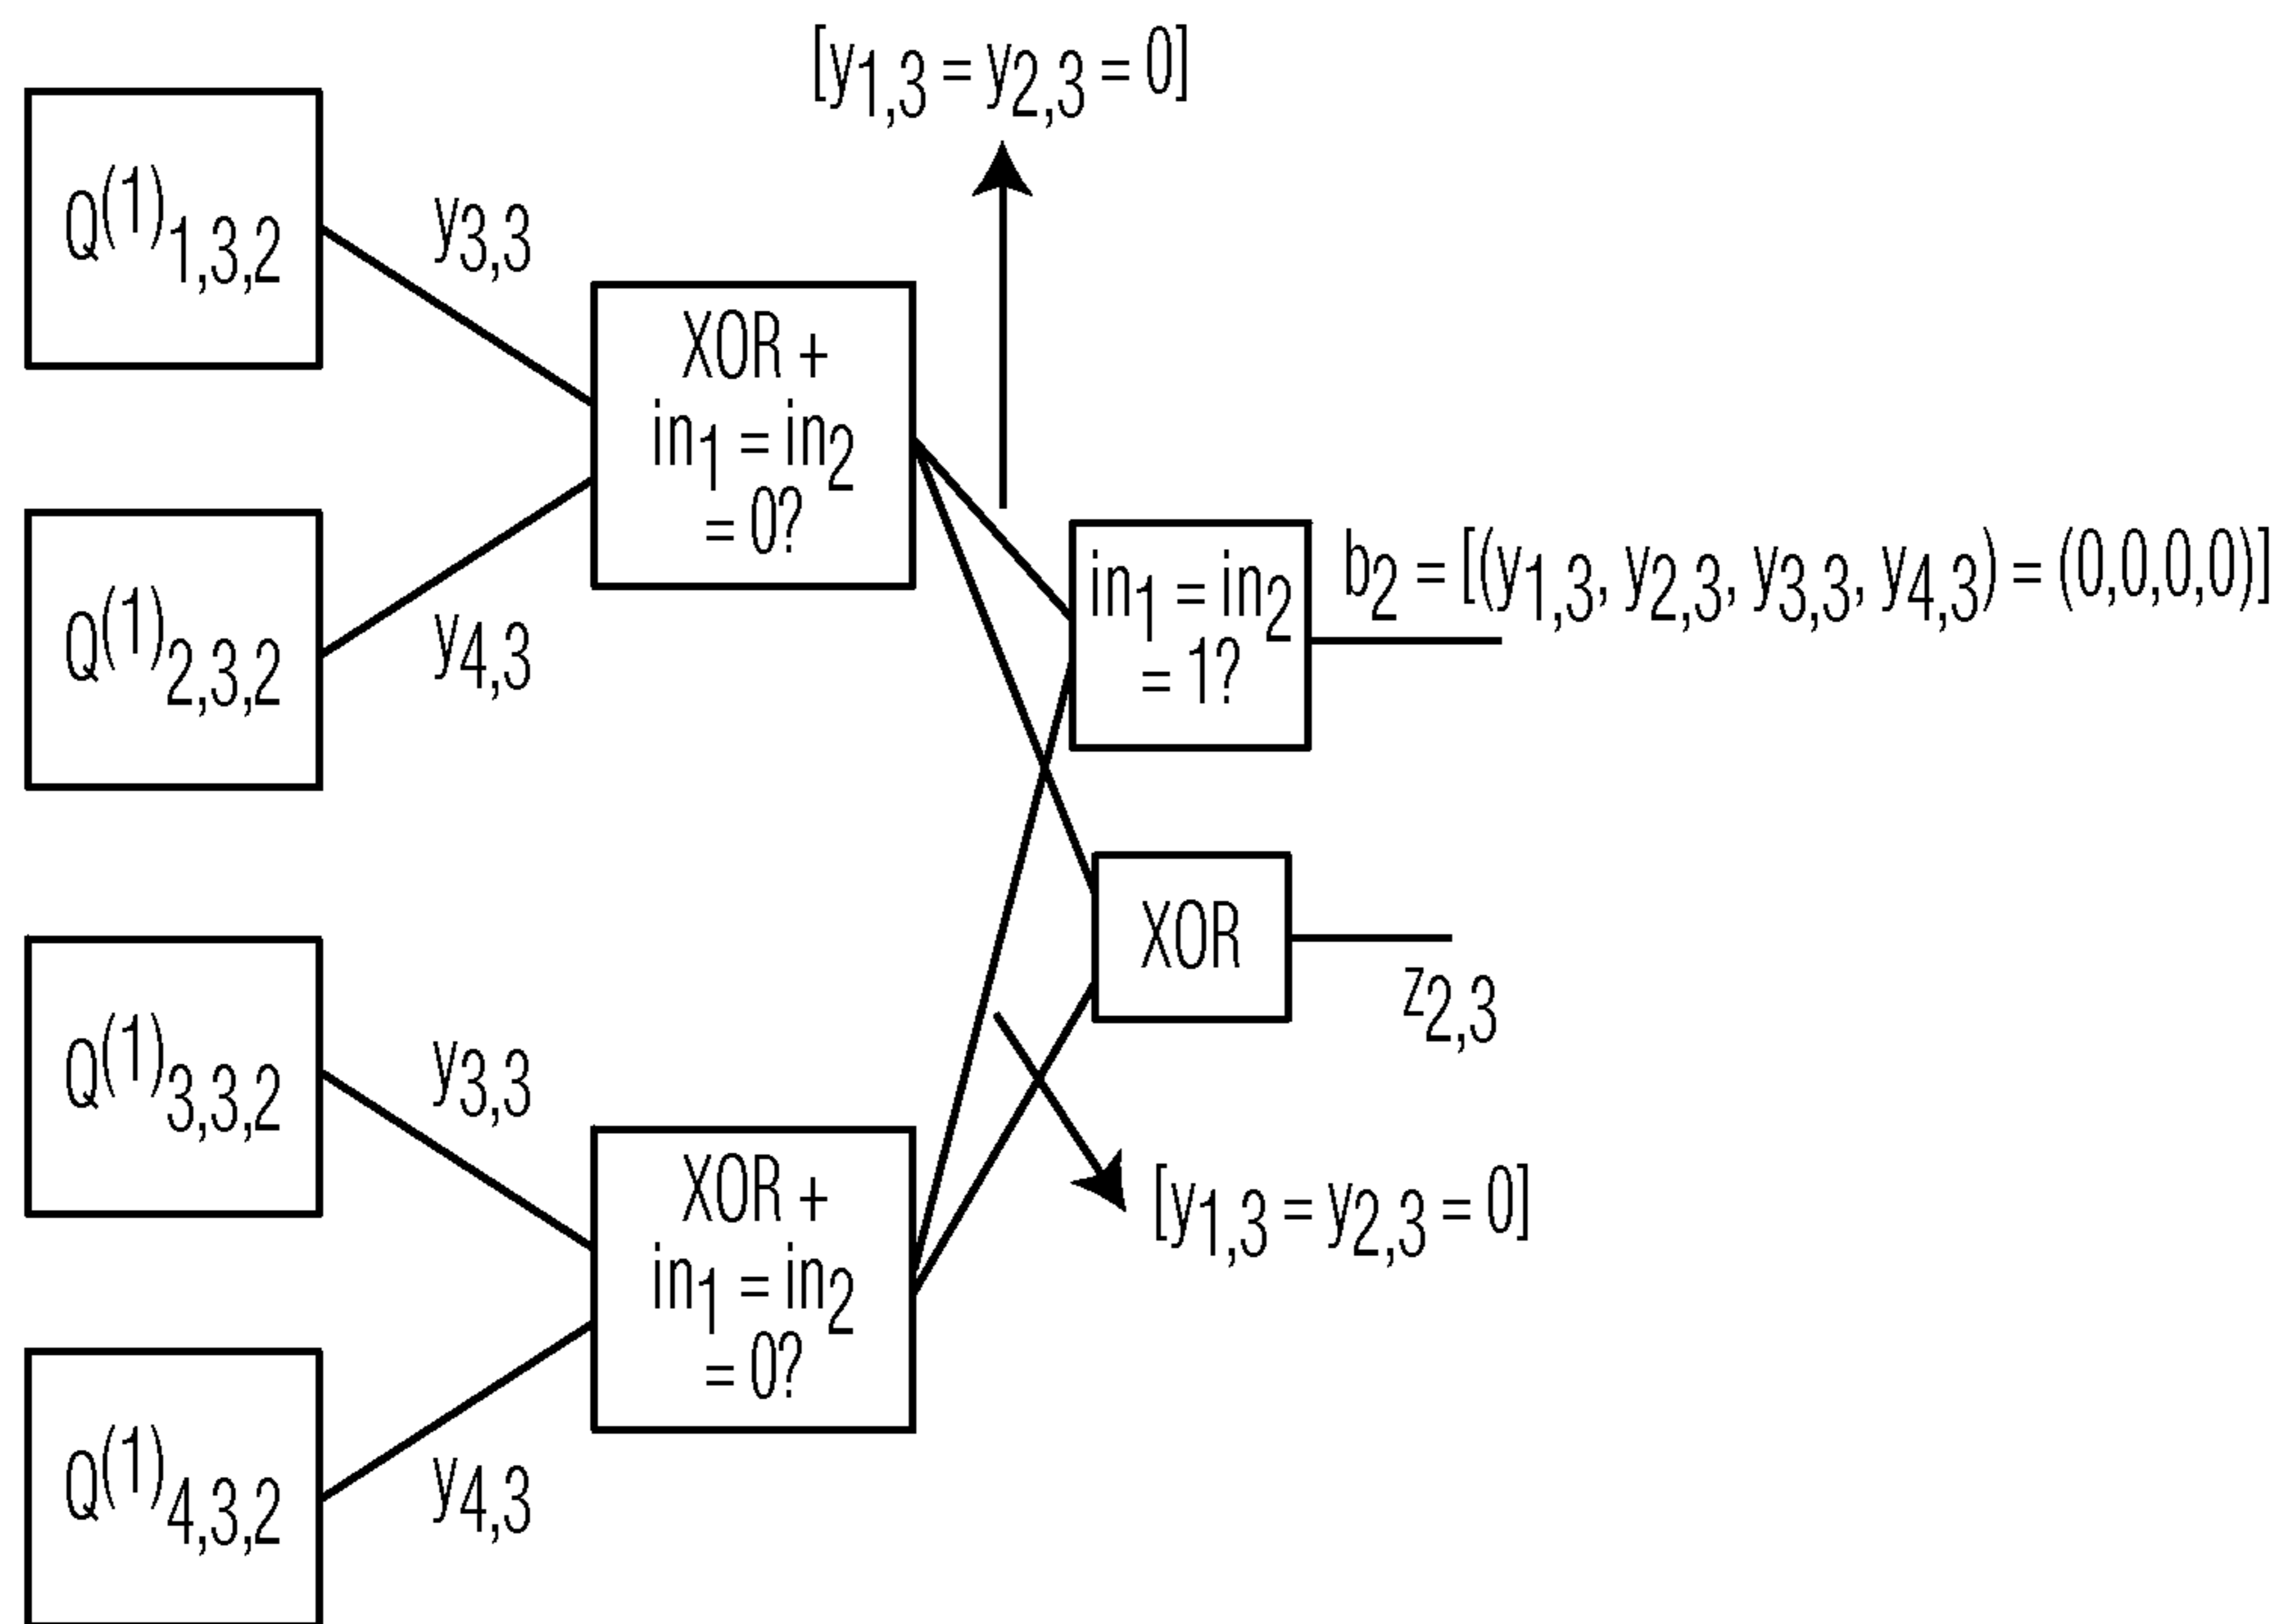 [y1,3 = y2,3 = 0]
Q(1)1,3,2
y3,3
XOR +
in1 = in2
= 0?
Q(1)2,3,2
y4,3
in1 = in2
= 1?
b2 = [(y1,3, y2,3, y3,3, y4,3) = (0,0,0,0)]
XOR
z2,3
Q(1)3,3,2
y3,3
XOR +
in1 = in2
= 0?
[y1,3 = y2,3 = 0]
Q(1)4,3,2
y4,3